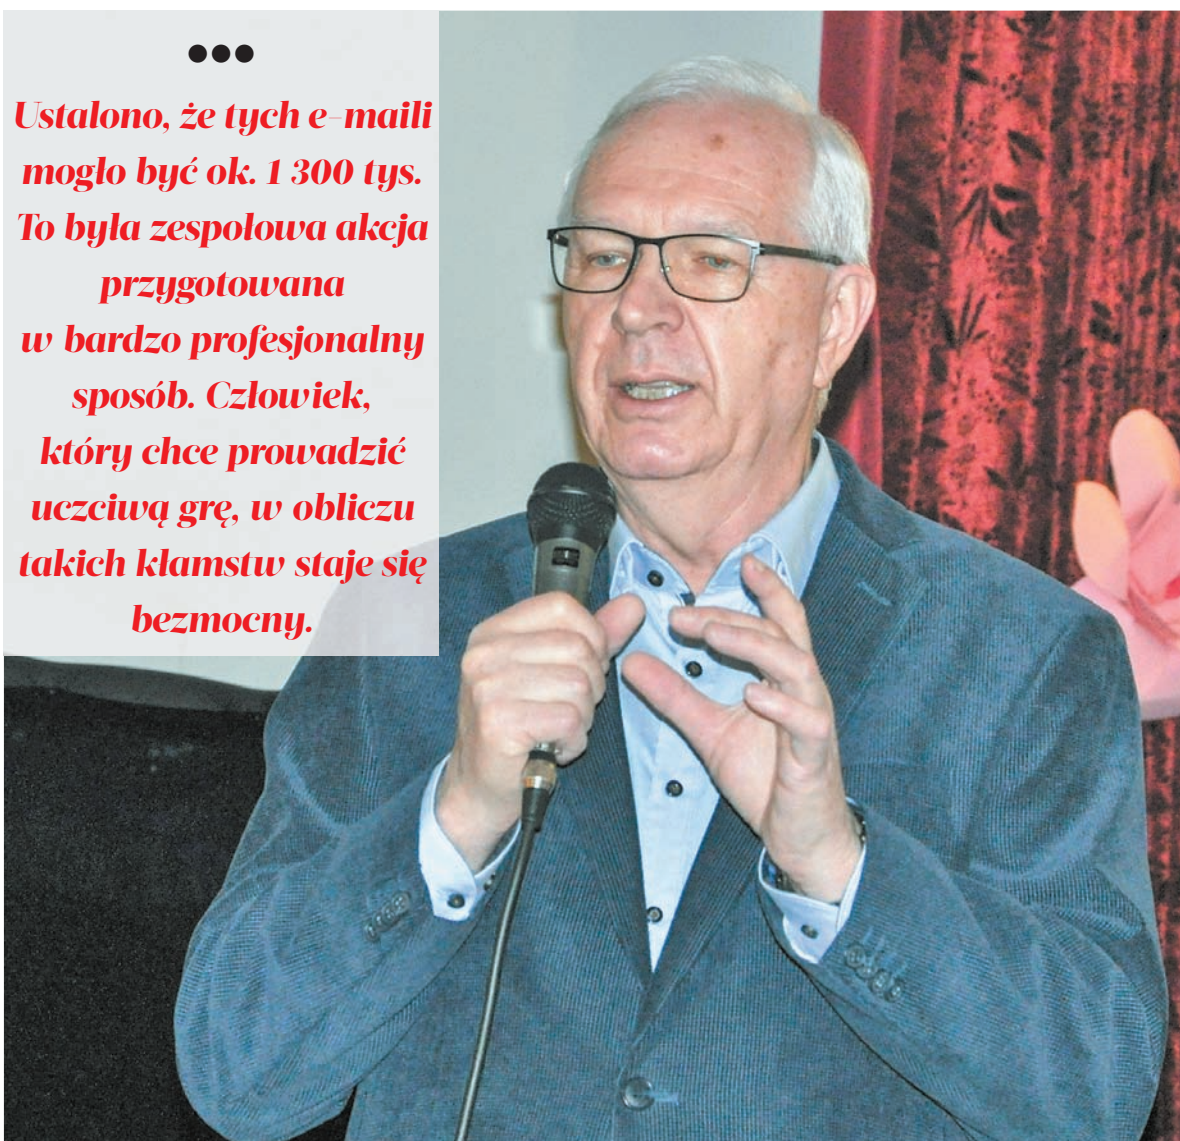 ●●●
Ustalono, że tych e-maili
mogło być ok. 1 300 tys.
To była zespołowa akcja
przygotowana
w bardzo profesjonalny
sposób. Człowiek,
który chce prowadzić
uczciwą grę, w obliczu
takich kłamstw staje się
bezmocny.